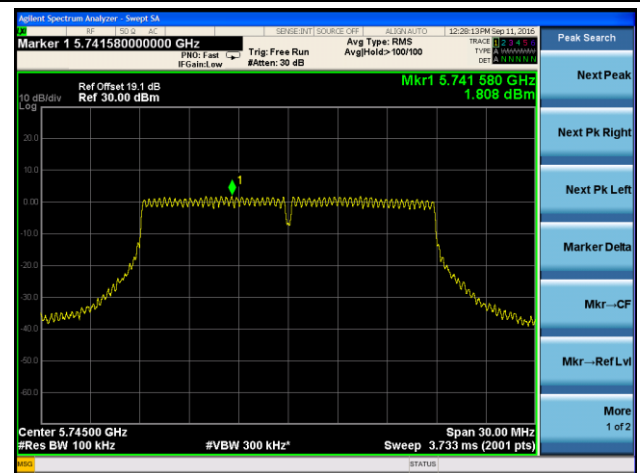 Agilent Spectrum Analyzer - Swept SA
RF 50 Ω AC SENSE:INT SOURCE OFF ALIGN AUTO 12:28:13 PM Sep 11, 2016
Marker 1 5.741580000000 GHz
PNO: Fast
IFGain:Low
Trig: Free Run
#Atten: 30 dB
Avg Type: RMS
Avg|Hold:>100/100
TRACE 1 2 3 4 5 6
TYPE A
DET A N N N N N
Peak Search
Next Peak
Next Pk Right
Next Pk Left
Marker Delta
Mkr→CF
Mkr→Ref Lvl
More
1 of 2
Ref Offset 19.1 dB
10 dB/div Ref 30.00 dBm
Log
Mkr1 5.741 580 GHz
1.808 dBm
20.0
10.0
0.00
-10.0
-20.0
-30.0
-40.0
-50.0
-60.0
1
Center 5.74500 GHz Span 30.00 MHz
#Res BW 100 kHz #VBW 300 kHz* Sweep 3.733 ms (2001 pts)
MSG STATUS